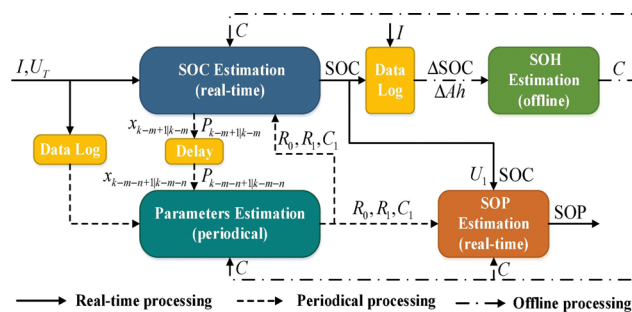 C
I
I,U_T
SOC Estimation
(real-time)
SOC
Data
Log
ΔSOC
ΔAh
SOH
Estimation
(offline)
C
x_{k-m+1|k-m}
P_{k-m+1|k-m}
R_0,R_1,C_1
Data Log
Delay
x_{k-m-n+1|k-m-n}
P_{k-m-n+1|k-m-n}
U_1
SOC
Parameters Estimation
(periodical)
R_0,R_1,C_1
SOP
Estimation
(real-time)
SOP
C
C
Real-time processing
Periodical processing
Offline processing